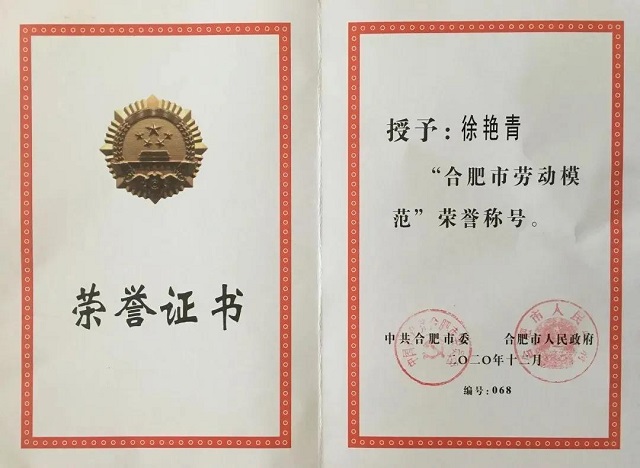 荣誉证书
授予：徐艳青
“合肥市劳动模
范”荣誉称号。
中共合肥市委 合肥市人民政府
二〇二〇年十二月
编号:068